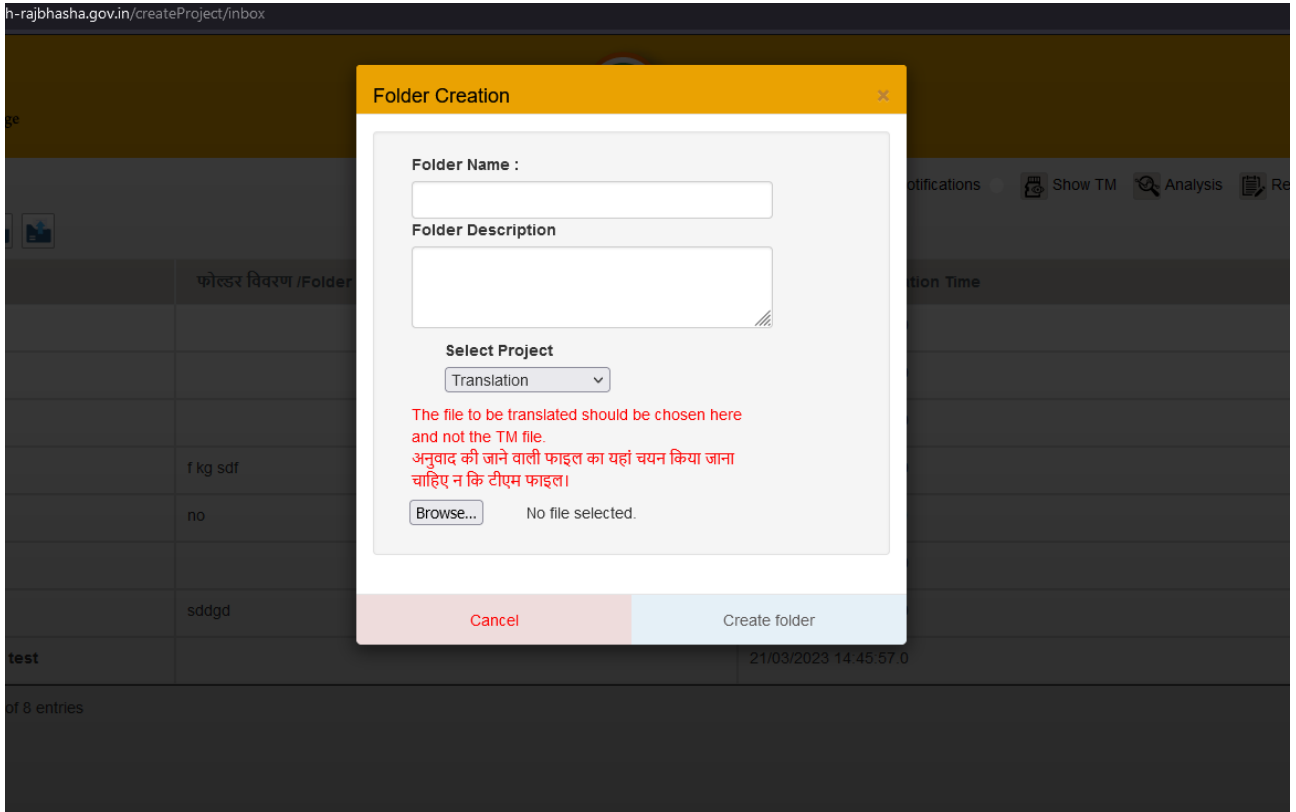 h-rajbhasha.gov.in/createProject/inbox
Folder Creation
×
ge
Folder Name :
otifications
Show TM
Analysis
Re
Folder Description
फोल्डर विवरण /Folder
tion Time
Select Project
Translation
The file to be translated should be chosen here
and not the TM file.
अनुवाद की जाने वाली फाइल का यहां चयन किया जाना
चाहिए न कि टीएम फाइल।
f kg sdf
no
Browse...
No file selected.
sddgd
Cancel
Create folder
test
21/03/2023 14:45:57.0
of 8 entries